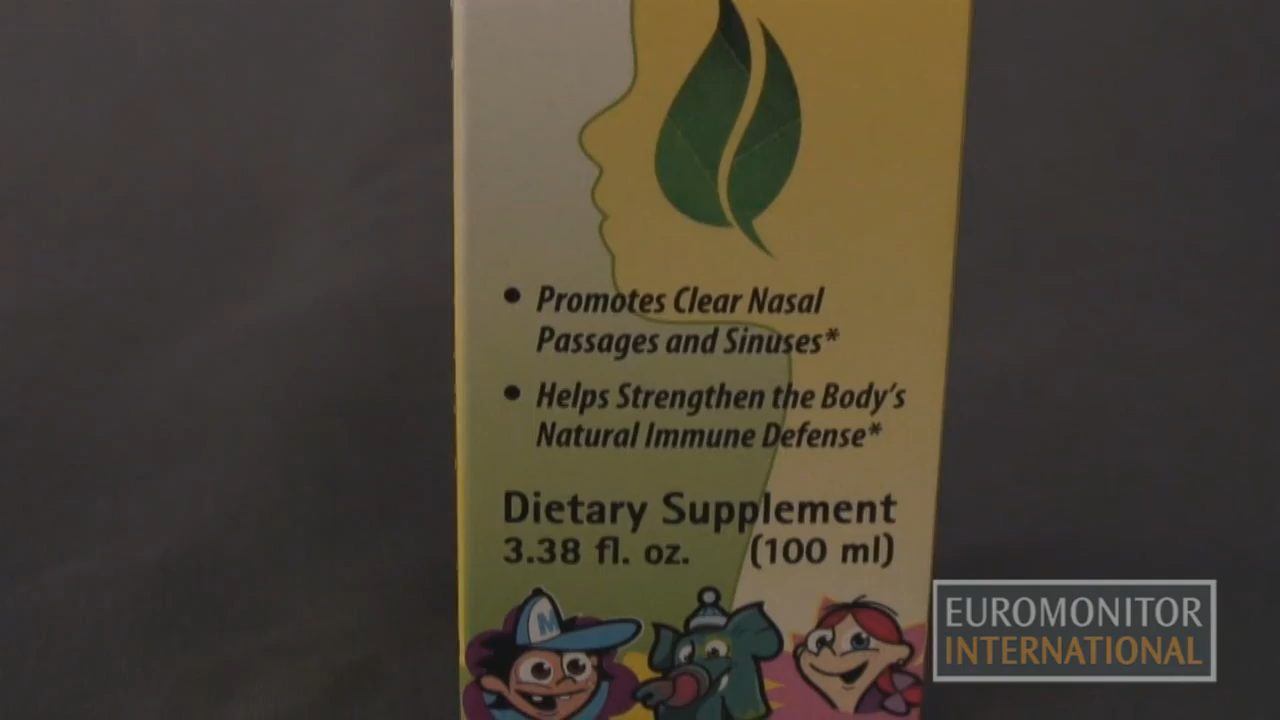 • Promotes Clear Nasal
Passages and Sinuses*
• Helps Strengthen the Body's
Natural Immune Defense*
Dietary Supplement
3.38 fl. oz. (100 ml)
M
EUROMONITOR
INTERNATIONAL